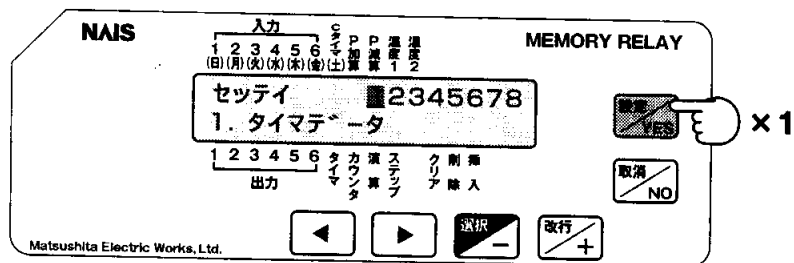 NAIS
MEMORY RELAY
入力
1 2 3 4 5 6 Cタイマ P加算 P減算 温度1 温度2
(日)(月)(火)(水)(木)(金)(土)
セッテイ 2345678
1. タイマデータ
1 2 3 4 5 6 タイマ カウンタ 演算 ステップ クリア 削除 挿入
出力
設定 YES
×1
取消 NO
選択 −
改行 +
Matsushita Electric Works, Ltd.